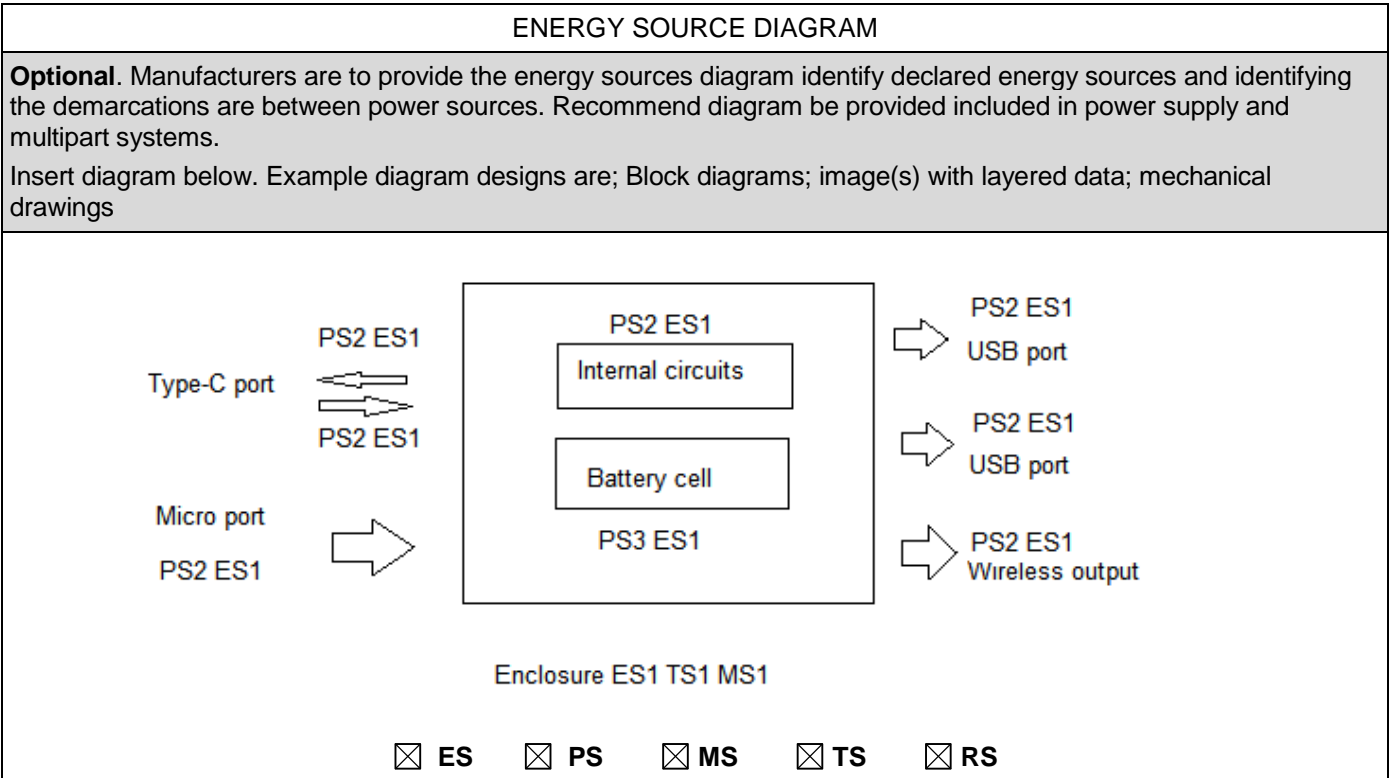 ENERGY SOURCE DIAGRAM
Optional. Manufacturers are to provide the energy sources diagram identify declared energy sources and identifying
the demarcations are between power sources. Recommend diagram be provided included in power supply and
multipart systems.
Insert diagram below. Example diagram designs are; Block diagrams; image(s) with layered data; mechanical
drawings
PS2 ES1
Type-C port
PS2 ES1
Micro port
PS2 ES1
PS2 ES1
Internal circuits
Battery cell
PS3 ES1
PS2 ES1
USB port
PS2 ES1
USB port
PS2 ES1
Wireless output
Enclosure ES1 TS1 MS1
☒ ES ☒ PS ☒ MS ☒ TS ☒ RS